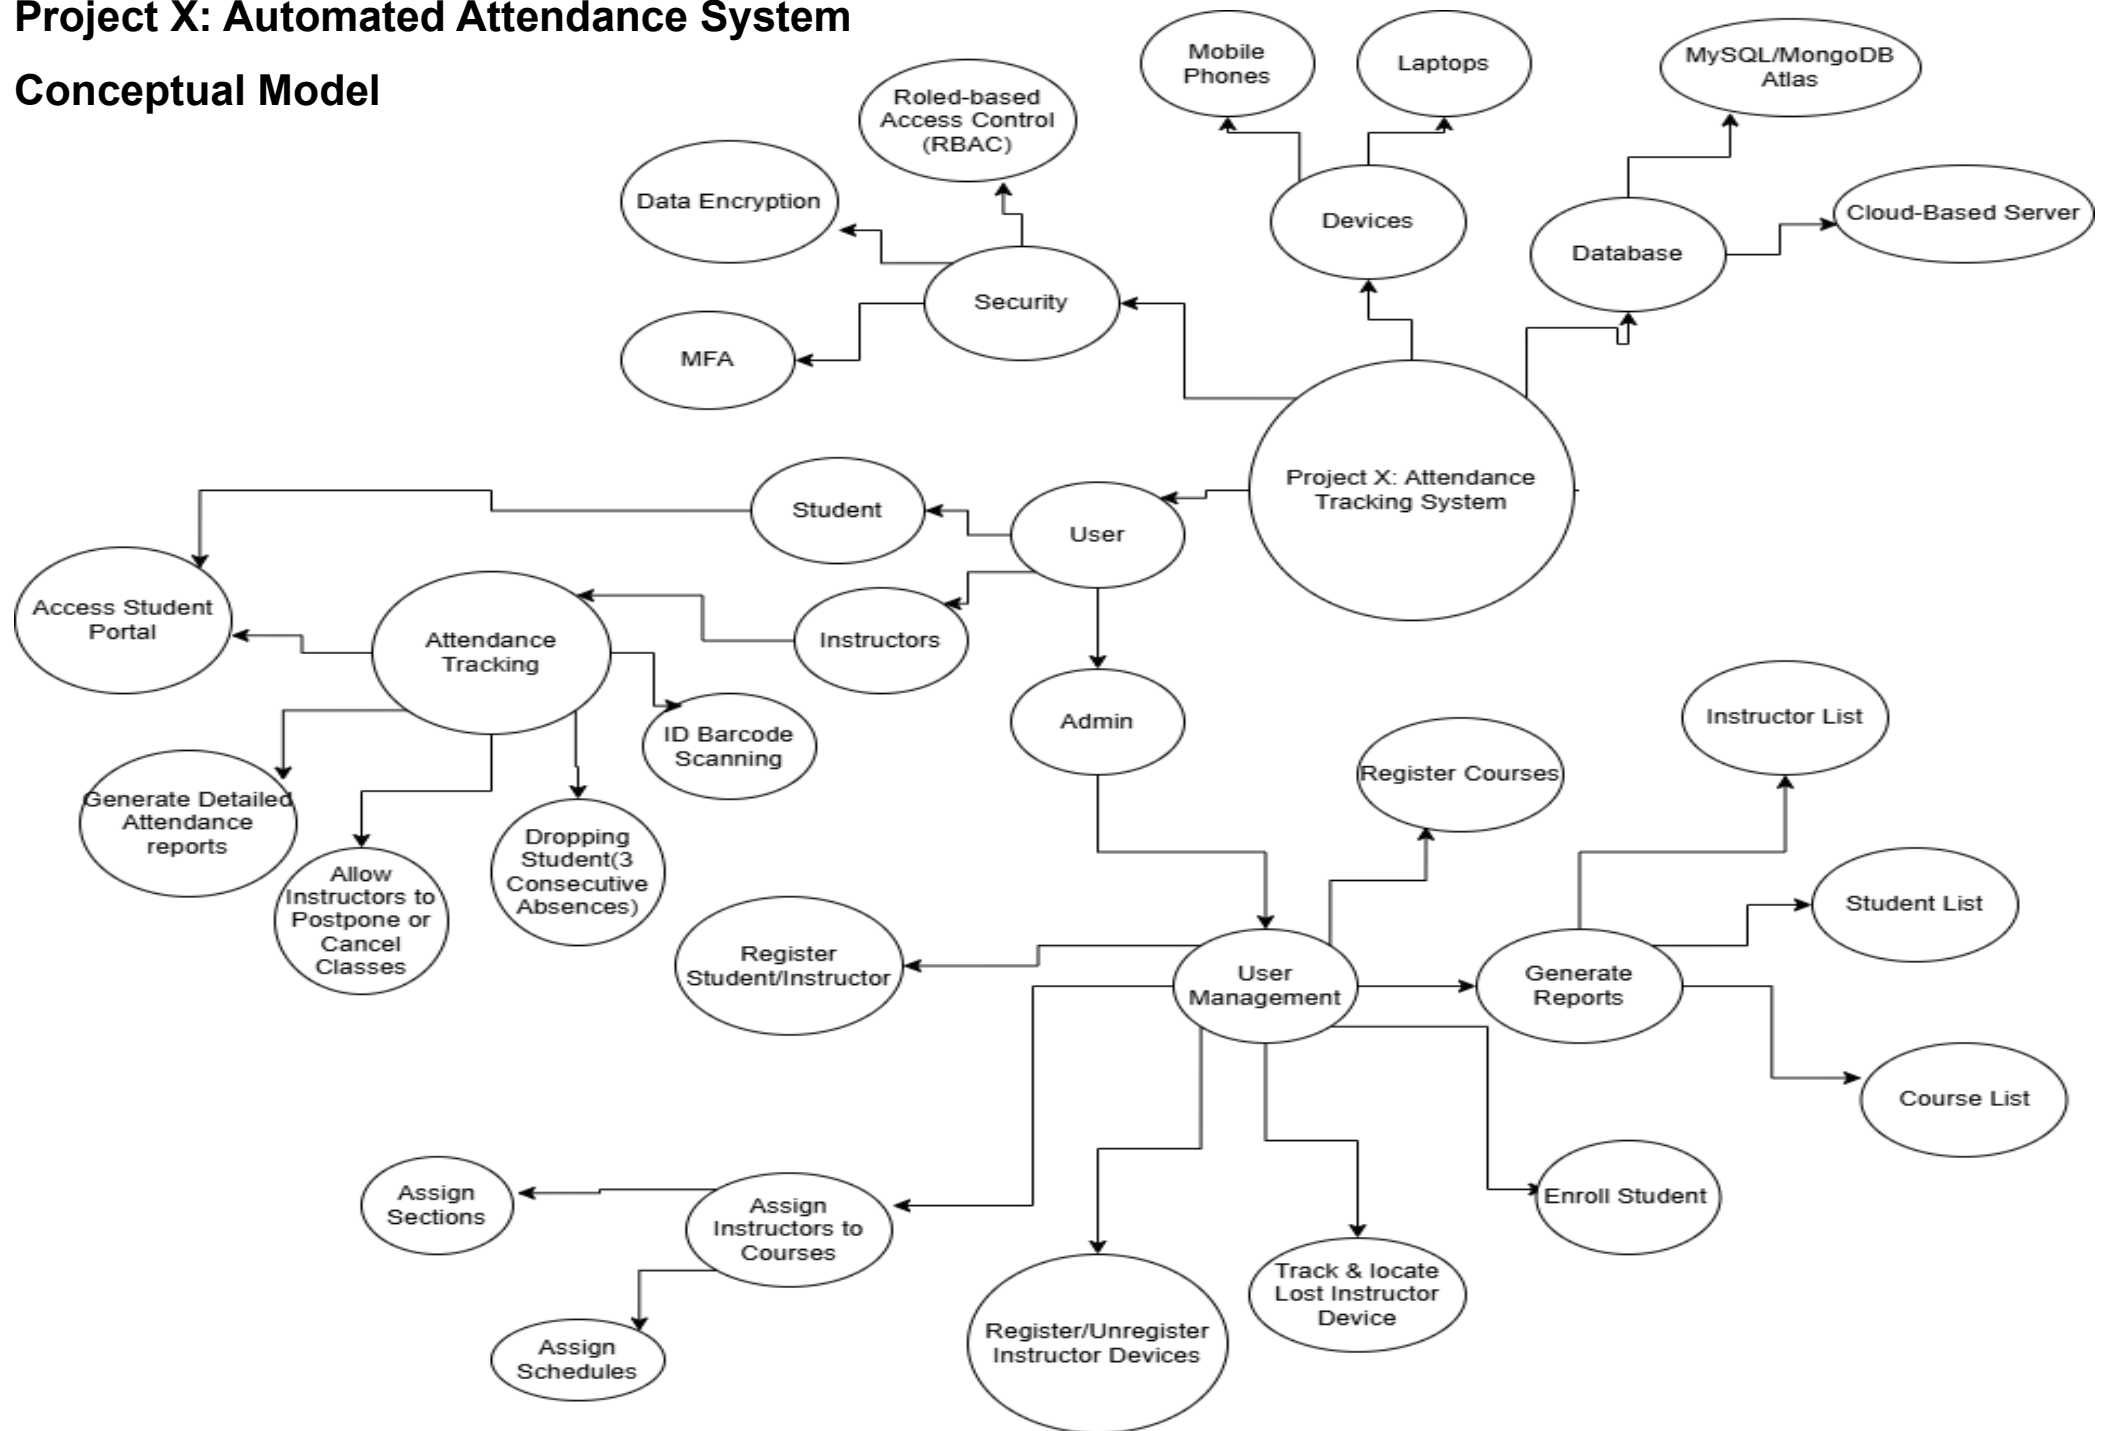 Project X: Automated Attendance System
Conceptual Model
Mobile
Phones
Laptops
MySQL/MongoDB
Atlas
Roled-based
Access Control
(RBAC)
Data Encryption
Devices
Cloud-Based Server
Database
Security
MFA
Project X: Attendance
Tracking System
Student
User
Access Student
Portal
Attendance
Tracking
Instructors
ID Barcode
Scanning
Admin
Instructor List
Register Courses
Generate Detailed
Attendance
reports
Allow
Instructors to
Postpone or
Cancel
Classes
Dropping
Student(3
Consecutive
Absences)
Student List
Register
Student/Instructor
User
Management
Generate
Reports
Course List
Assign
Sections
Assign
Instructors to
Courses
Enroll Student
Track & locate
Lost Instructor
Device
Register/Unregister
Instructor Devices
Assign
Schedules